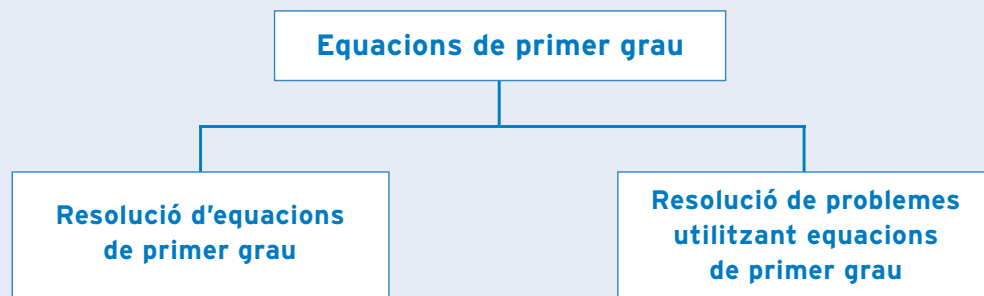 Equacions de primer grau
Resolució d'equacions
de primer grau
Resolució de problemes
utilitzant equacions
de primer grau